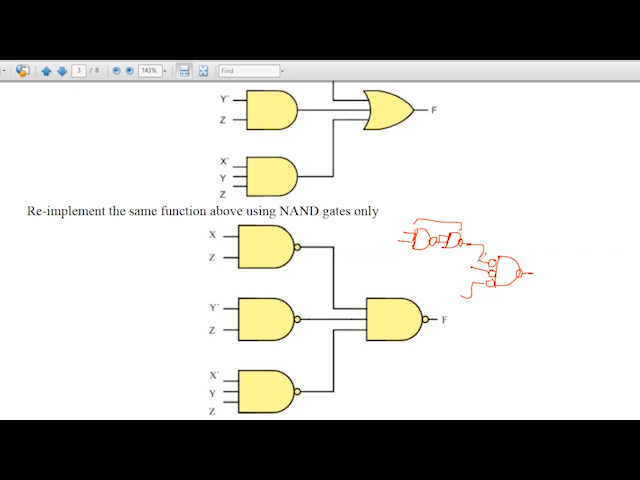 3 / 8 143% Find
Y'
Z
F
X'
Y
Z
Re-implement the same function above using NAND gates only
X
Z
Y'
Z
F
X'
Y
Z